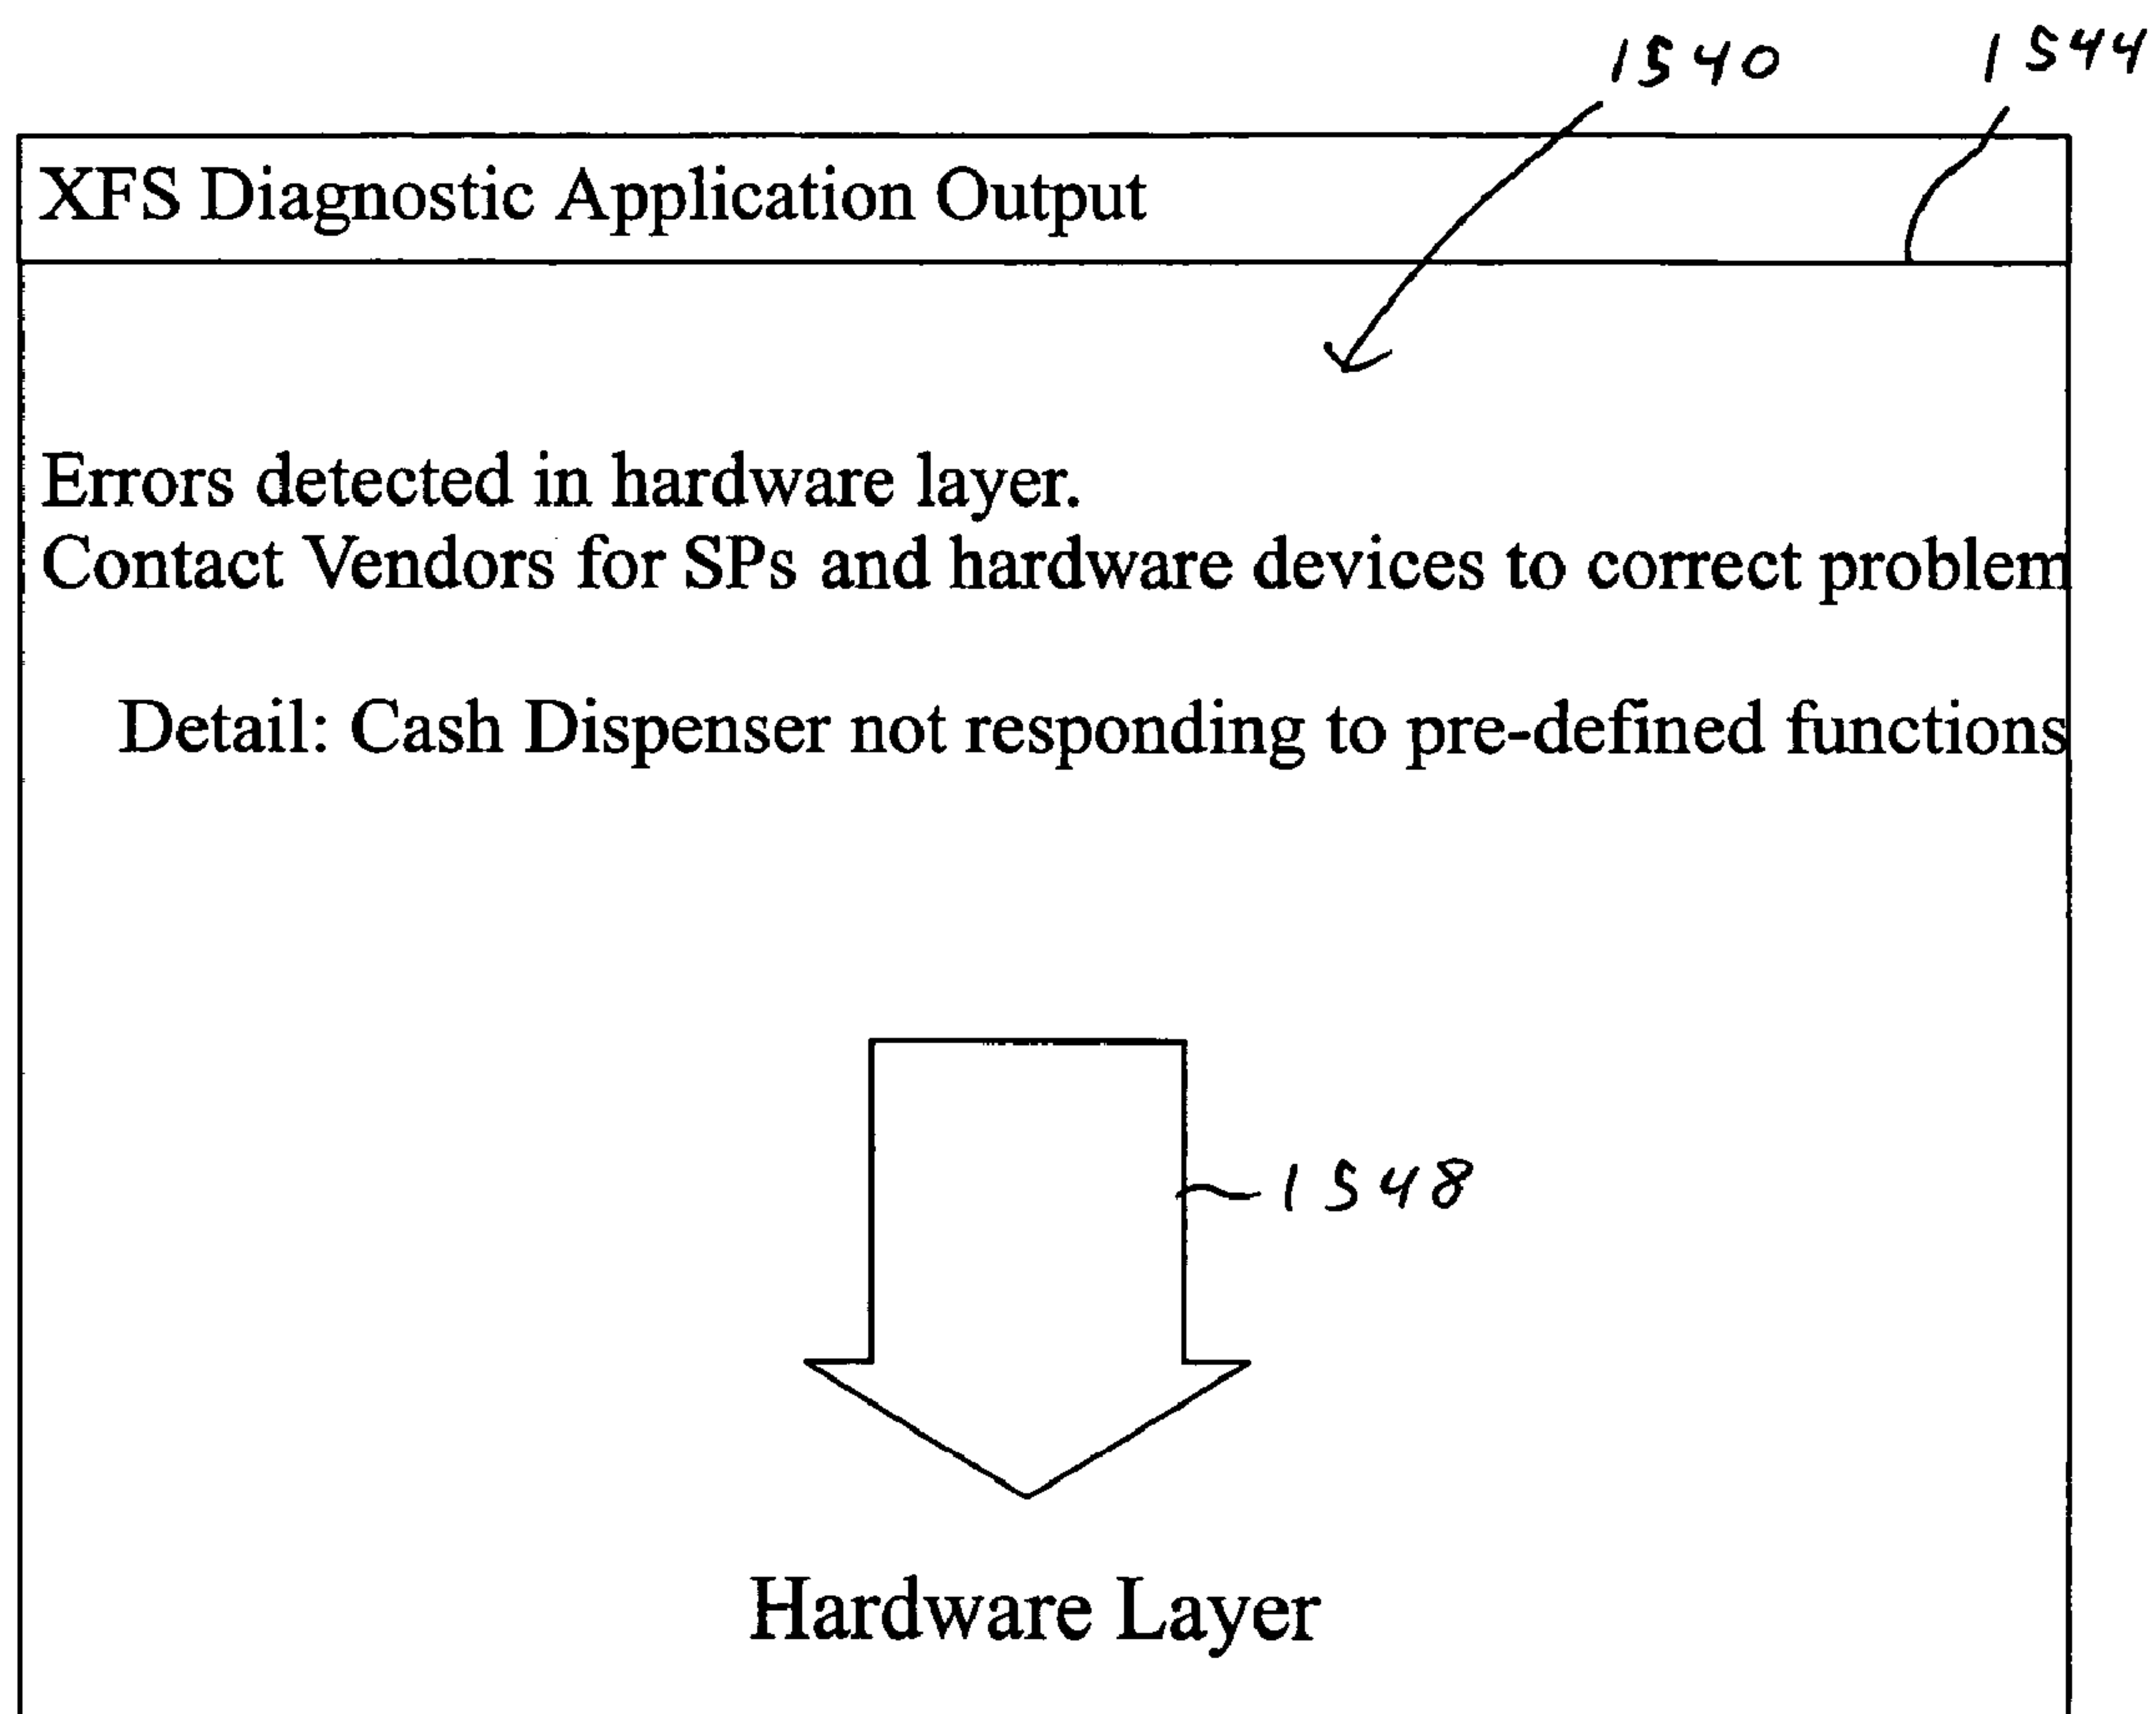 1540
1544
XFS Diagnostic Application Output
Errors detected in hardware layer.
Contact Vendors for SPs and hardware devices to correct problem
Detail: Cash Dispenser not responding to pre-defined functions
1548
Hardware Layer